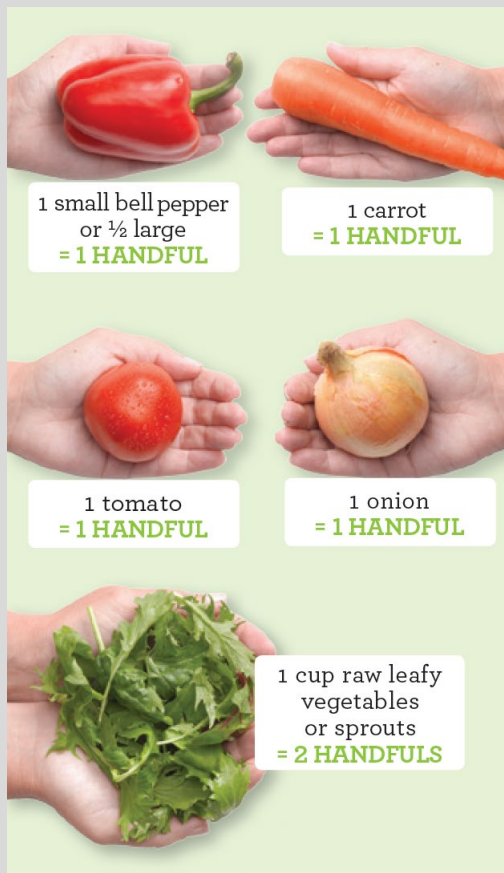 1 small bell pepper
or ½ large
= 1 HANDFUL
1 carrot
= 1 HANDFUL
1 tomato
= 1 HANDFUL
1 onion
= 1 HANDFUL
1 cup raw leafy
vegetables
or sprouts
= 2 HANDFULS